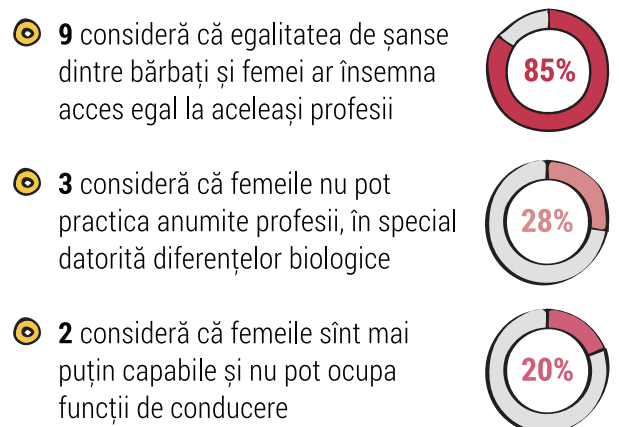 9 consideră că egalitatea de șanse
dintre bărbați și femei ar însemna
acces egal la aceleași profesii
85%
3 consideră că femeile nu pot
practica anumite profesii, în special
datorită diferențelor biologice
28%
2 consideră că femeile sînt mai
puțin capabile și nu pot ocupa
funcții de conducere
20%